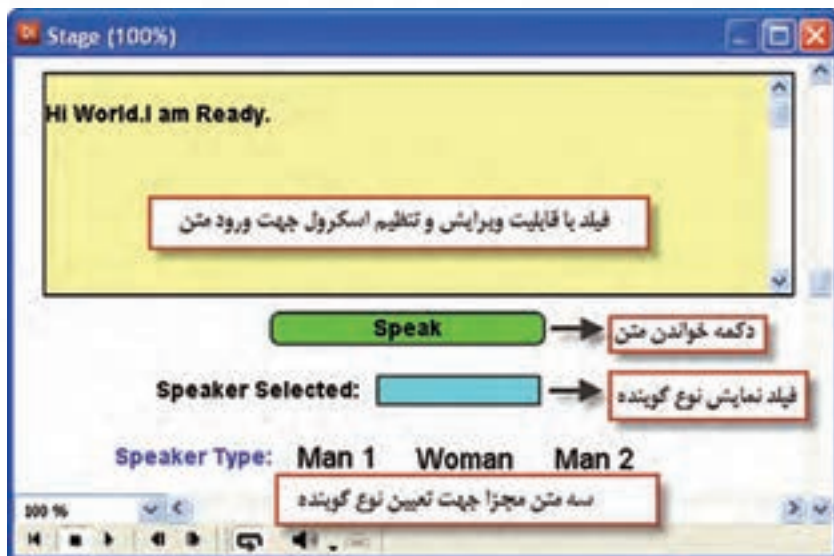 Stage (100%)
Hi World.I am Ready.
فیلد با قابلیت ویرایش و تنظیم اسکرول جهت ورود متن
Speak
دکمه خواندن متن
Speaker Selected:
فیلد نمایش نوع گوینده
Speaker Type: Man 1 Woman Man 2
سه متن مجزا جهت تعیین نوع گوینده
100 %